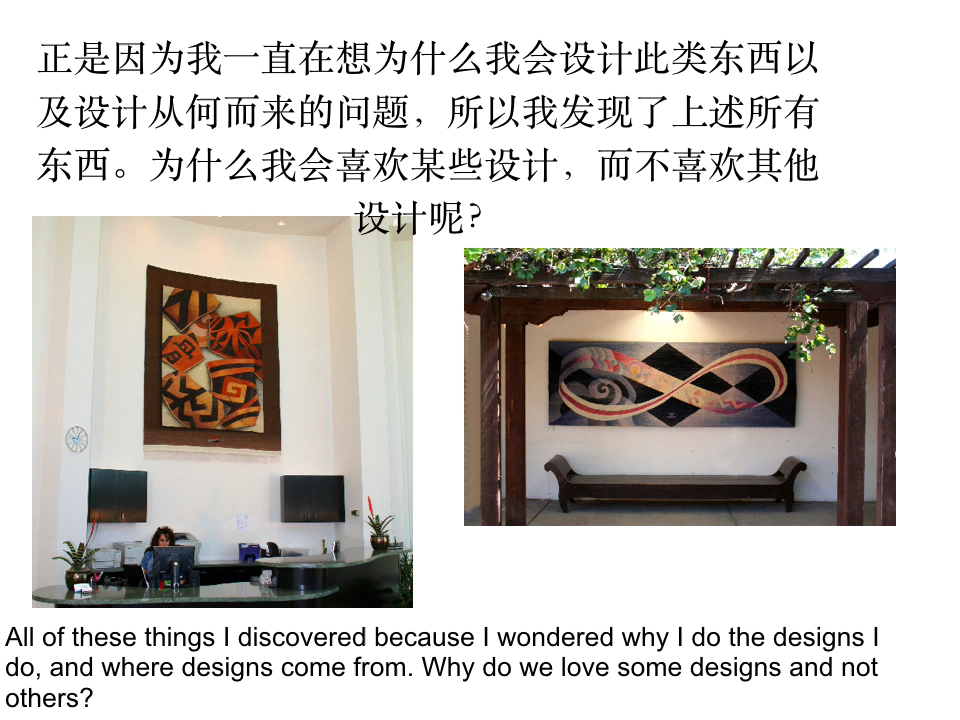 正是因为我一直在想为什么我会设计此类东西以
及设计从何而来的问题，所以我发现了上述所有
东西。为什么我会喜欢某些设计，而不喜欢其他
设计呢？
All of these things I discovered because I wondered why I do the designs I
do, and where designs come from. Why do we love some designs and not
others?